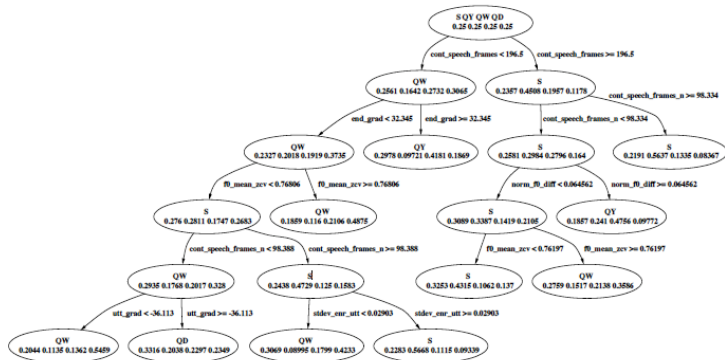 S QY QW QD
0.25 0.25 0.25 0.25
cont_speech_frames < 196.5
cont_speech_frames >= 196.5
QW
0.2561 0.1642 0.2732 0.3065
S
0.2357 0.4508 0.1957 0.1178
end_grad < 32.345
end_grad >= 32.345
cont_speech_frames_n < 98.334
cont_speech_frames_n >= 98.334
QW
0.2327 0.2018 0.1919 0.3735
QY
0.2978 0.09721 0.4181 0.1869
S
0.2581 0.2984 0.2796 0.164
S
0.2191 0.5637 0.1335 0.08367
f0_mean_zcv < 0.76806
f0_mean_zcv >= 0.76806
norm_f0_diff < 0.064562
norm_f0_diff >= 0.064562
S
0.276 0.2811 0.1747 0.2683
QW
0.1859 0.116 0.2106 0.4875
S
0.3089 0.3387 0.1419 0.2105
QY
0.1857 0.241 0.4756 0.09772
cont_speech_frames_n < 98.388
cont_speech_frames_n >= 98.388
f0_mean_zcv < 0.76197
f0_mean_zcv >= 0.76197
QW
0.2935 0.1768 0.2017 0.328
S
0.2438 0.4729 0.125 0.1583
S
0.3253 0.4315 0.1062 0.137
QW
0.2759 0.1517 0.2138 0.3586
utt_grad < -36.113
utt_grad >= -36.113
stdev_enr_utt < 0.02903
stdev_enr_utt >= 0.02903
QW
0.2044 0.1135 0.1362 0.5459
QD
0.3316 0.2038 0.2297 0.2349
QW
0.3069 0.08995 0.1799 0.4233
S
0.2283 0.5668 0.1115 0.09339